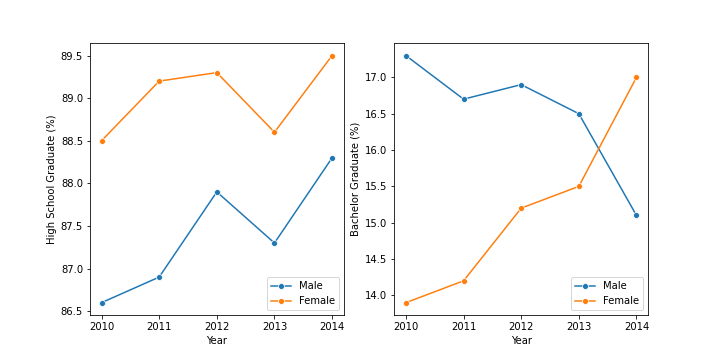 High School Graduate (%)
89.5
89.0
88.5
88.0
87.5
87.0
86.5
2010 2011 2012 2013 2014
Year
Male
Female
Bachelor Graduate (%)
17.0
16.5
16.0
15.5
15.0
14.5
14.0
2010 2011 2012 2013 2014
Year
Male
Female